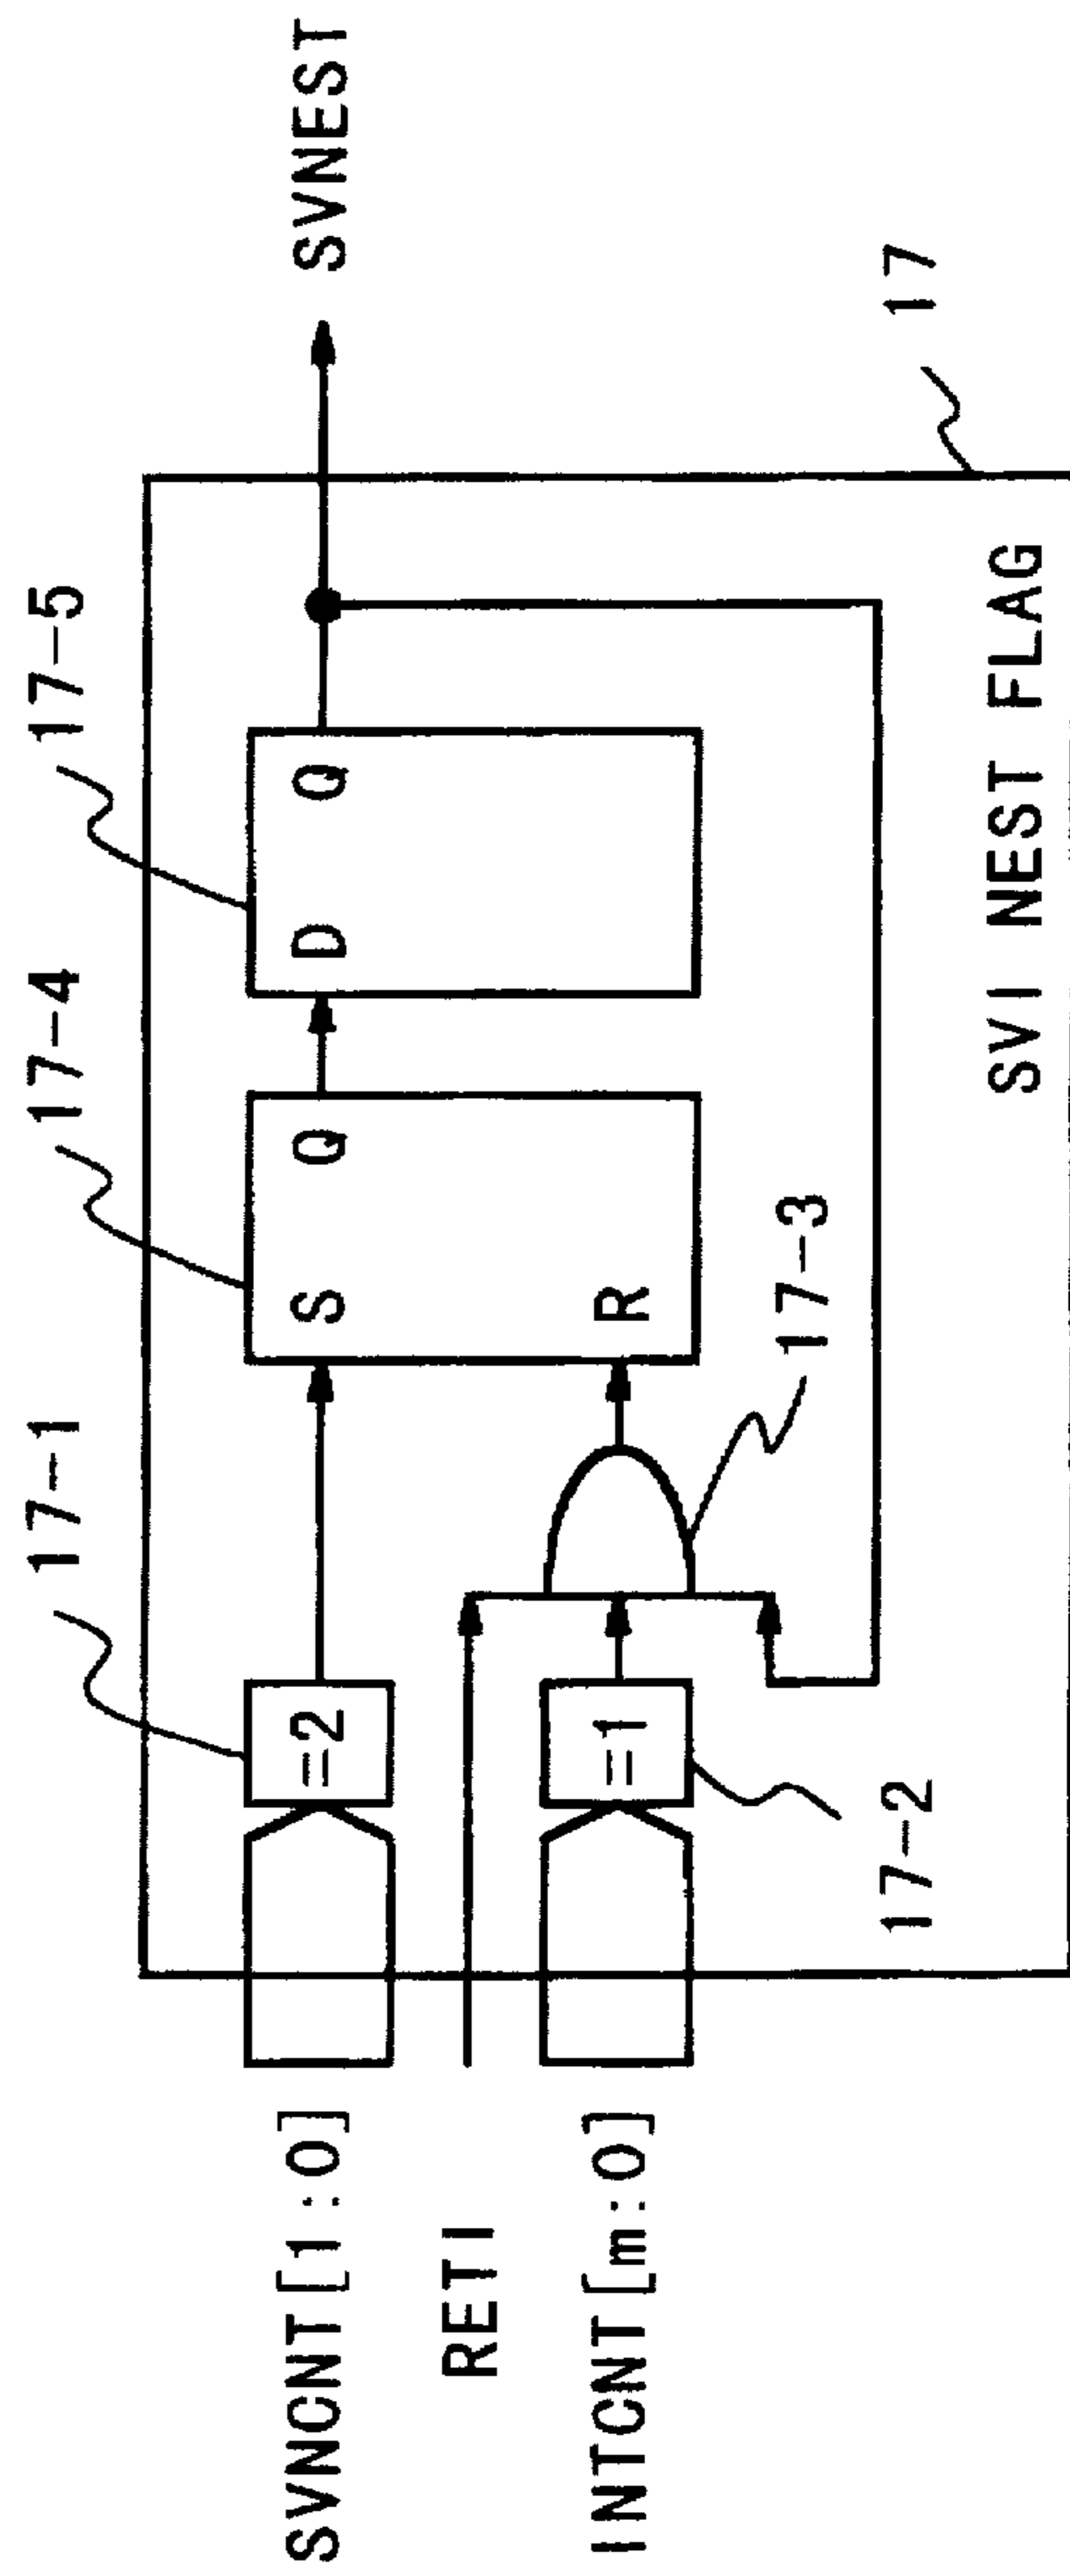 17-1
17-4
17-5
SVNCNT[1:0]
=2
S
Q
D
Q
SVNEST
RETI
INTCNT[m:0]
=1
R
17-3
17-2
SVI NEST FLAG
17